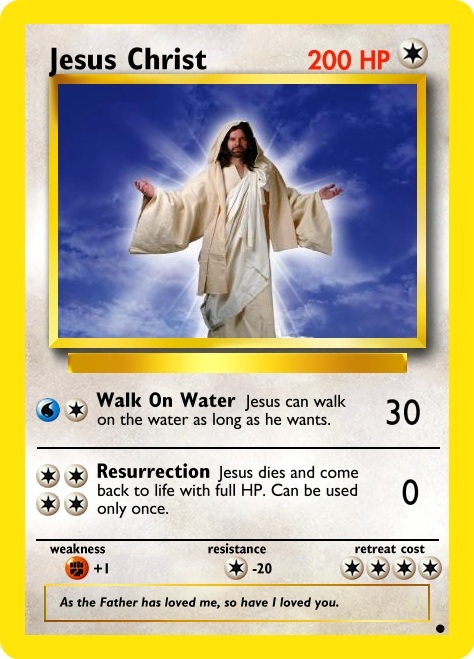 Jesus Christ 200 HP
Walk On Water Jesus can walk
on the water as long as he wants. 30
Resurrection Jesus dies and come
back to life with full HP. Can be used
only once. 0
weakness resistance retreat cost
+1 -20
As the Father has loved me, so have I loved you.